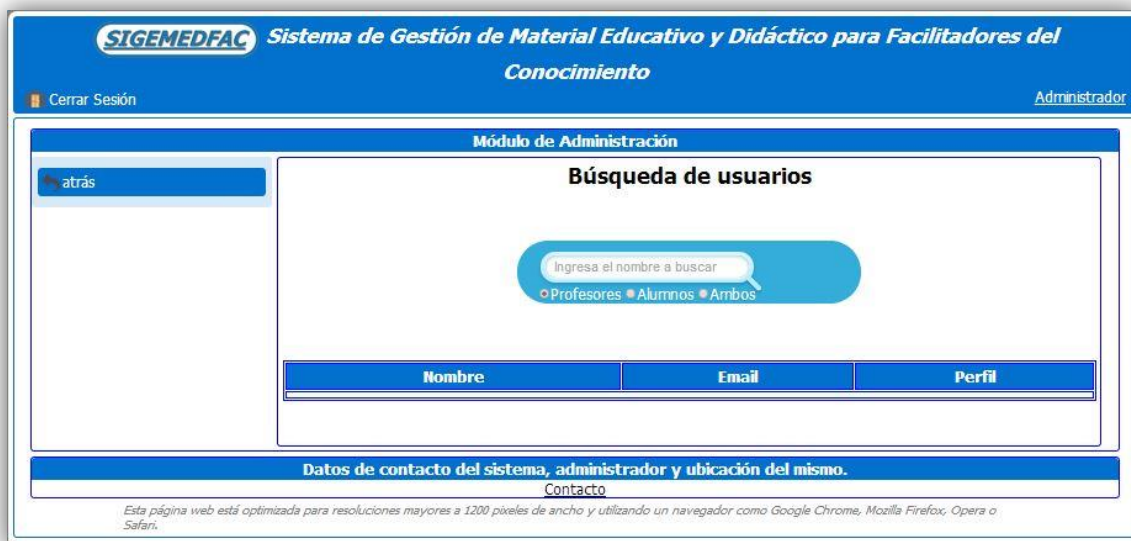 SIGEMEDFAC Sistema de Gestión de Material Educativo y Didáctico para Facilitadores del
Conocimiento
Cerrar Sesión
Administrador
Módulo de Administración
atrás
Búsqueda de usuarios
Ingresa el nombre a buscar
Profesores Alumnos Ambos
Nombre Email Perfil
Datos de contacto del sistema, administrador y ubicación del mismo.
Contacto
Esta página web está optimizada para resoluciones mayores a 1200 pixeles de ancho y utilizando un navegador como Google Chrome, Mozilla Firefox, Opera o
Safari.